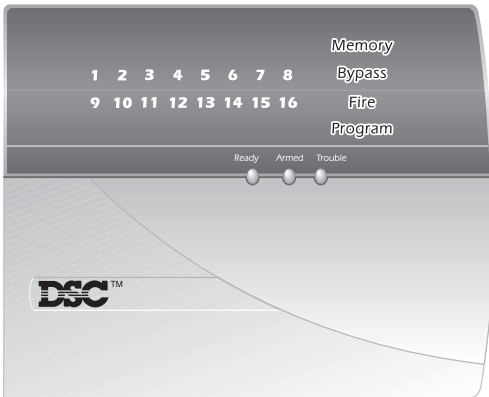 Memory
1 2 3 4 5 6 7 8 Bypass
9 10 11 12 13 14 15 16 Fire
Program
Ready Armed Trouble
DSC™